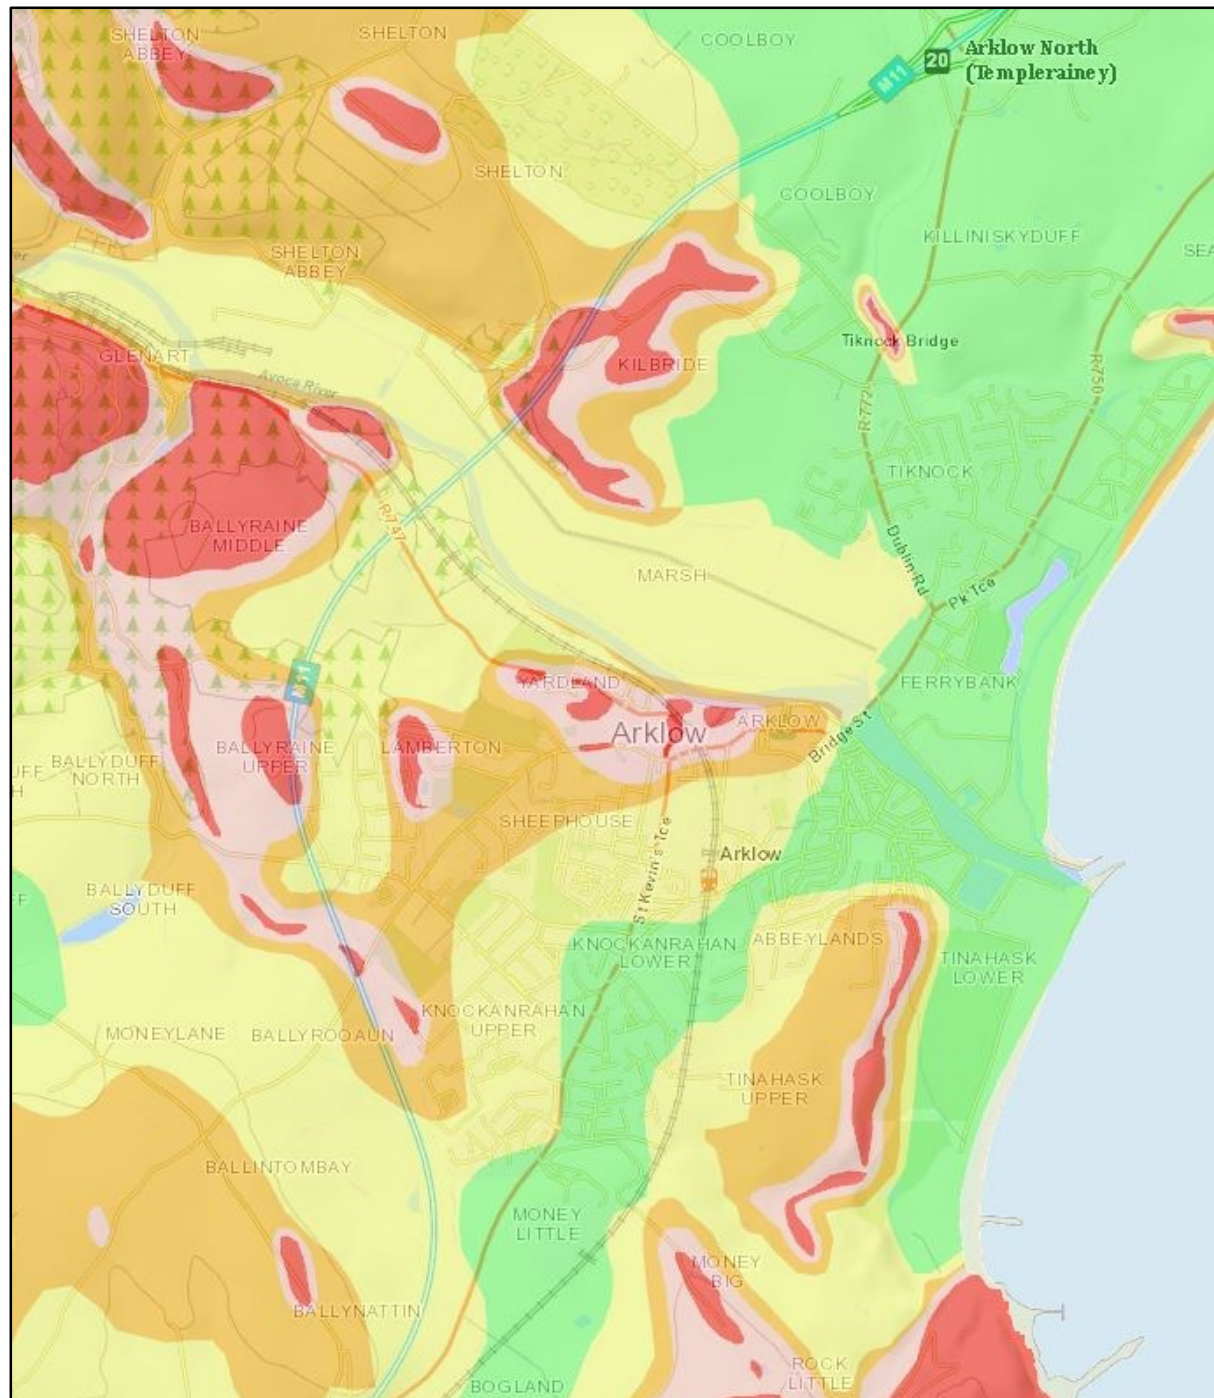 SHELTON
ABBEY
SHELTON
COOLBOY
Arklow North
(Templerainey)
20
M11
SHELTON
COOLBOY
KILLINISKYDUFF
SEA
SHELTON
ABBEY
Tiknock Bridge
GLENART
KILBRIDE
Avoca River
R772
R750
TIKNOCK
R747
BALLYRAINE
MIDDLE
MARSH
Dublin Rd
Pk Tce
M11
YARDLAND
FERRYBANK
Arklow
ARKLOW
Bridge St
BALLYRAINE
UPPER
LAMBERTON
BALLYDUFF
NORTH
UFF
H
SHEEPHOUSE
St Kevin's Tce
Arklow
BALLYDUFF
SOUTH
FF
KNOCKANRAHAN
LOWER
ABBEYLANDS
TINAHASK
LOWER
MONEYLANE
BALLYROOAUN
KNOCKANRAHAN
UPPER
TINAHASK
UPPER
BALLINTOMBAY
MONEY
LITTLE
MONEY
BIG
BALLYNATTIN
ROCK
LITTLE
BOGLAND